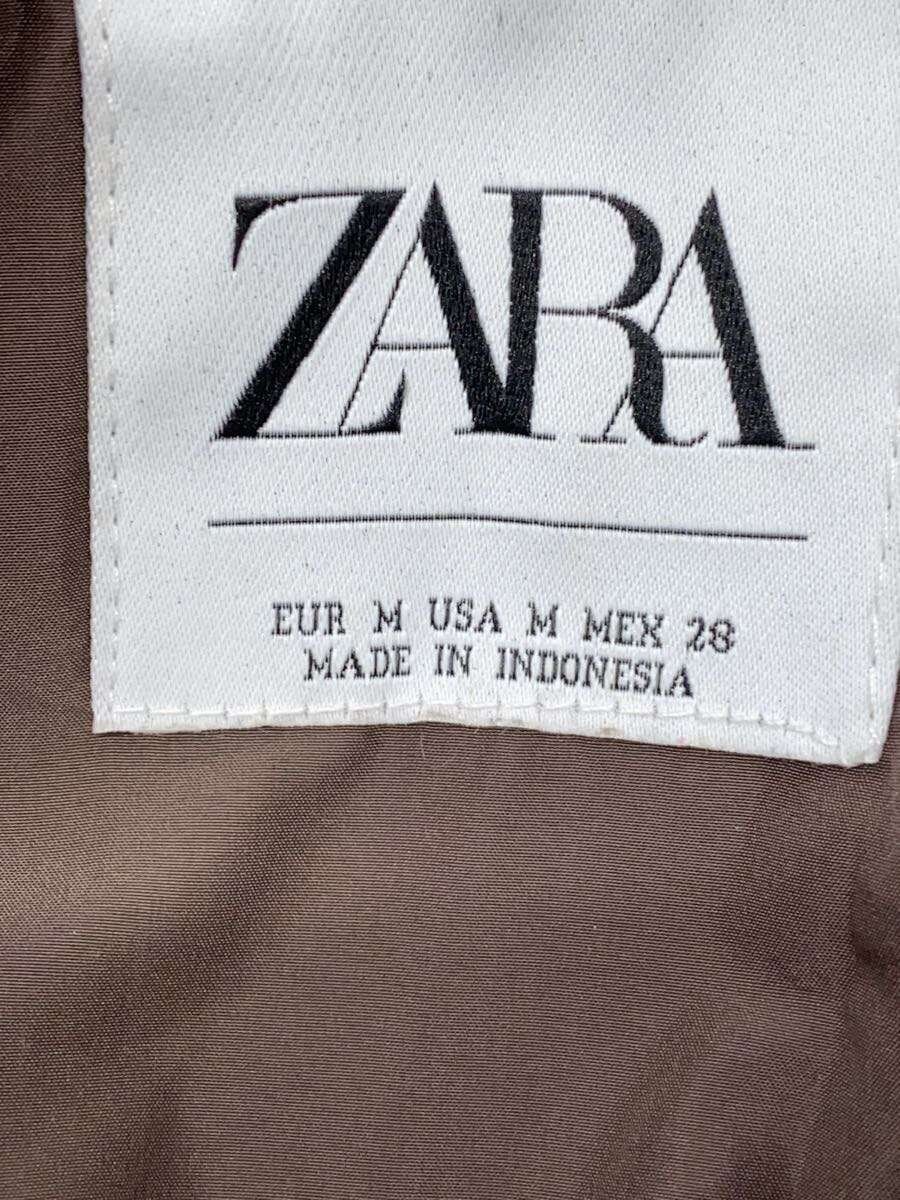 ZARA
EUR M USA M MEX 28
MADE IN INDONESIA